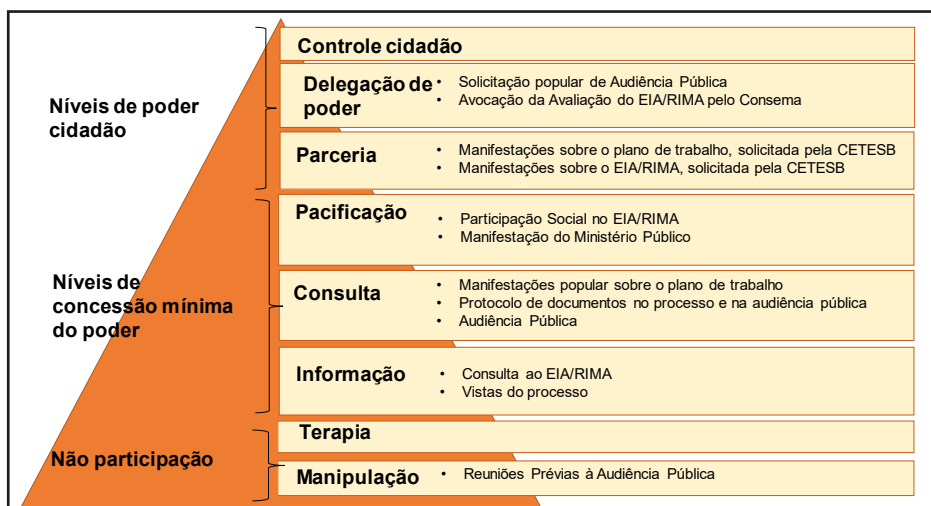 Controle cidadão
Níveis de poder
cidadão
Delegação de
poder
• Solicitação popular de Audiência Pública
• Avocação da Avaliação do EIA/RIMA pelo Consema
Parceria
• Manifestações sobre o plano de trabalho, solicitada pela CETESB
• Manifestações sobre o EIA/RIMA, solicitada pela CETESB
Pacificação
• Participação Social no EIA/RIMA
• Manifestação do Ministério Público
Níveis de
concessão mínima
do poder
Consulta
• Manifestações popular sobre o plano de trabalho
• Protocolo de documentos no processo e na audiência pública
• Audiência Pública
Informação
• Consulta ao EIA/RIMA
• Vistas do processo
Não participação
Terapia
Manipulação
• Reuniões Prévias à Audiência Pública